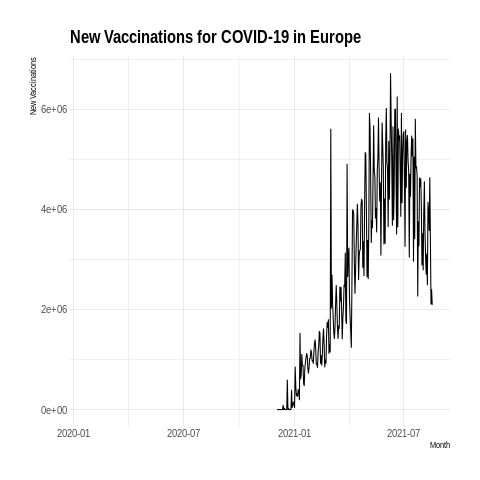 New Vaccinations for COVID-19 in Europe
New Vaccinations
6e+06
4e+06
2e+06
0e+00
2020-01 2020-07 2021-01 2021-07
Month